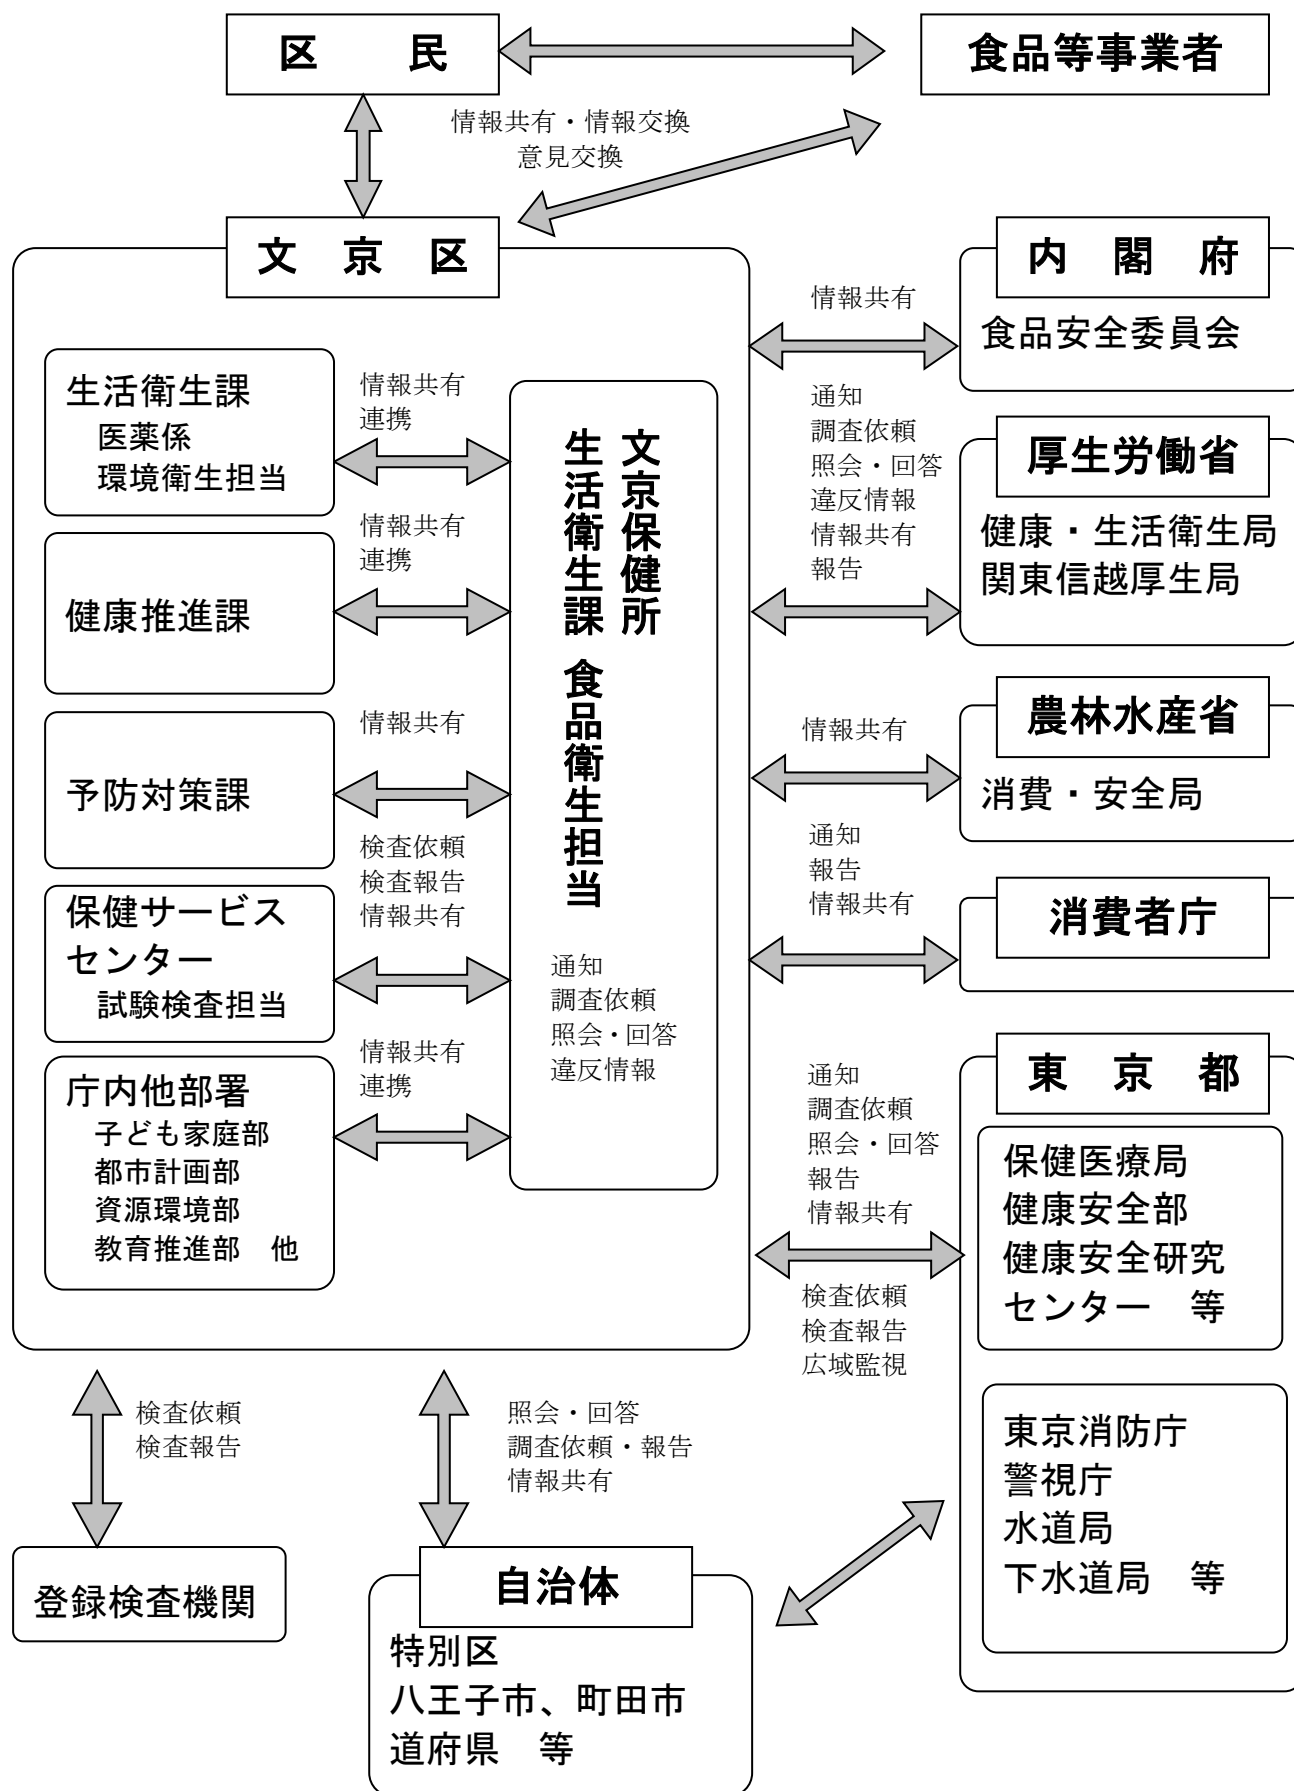 区　民
食品等事業者
情報共有・情報交換
意見交換
文　京　区
生活衛生課
医薬係
環境衛生担当
情報共有
連携
健康推進課
情報共有
連携
予防対策課
情報共有
保健サービス
センター
試験検査担当
検査依頼
検査報告
情報共有
庁内他部署
子ども家庭部
都市計画部
資源環境部
教育推進部　他
情報共有
連携
文京保健所
生活衛生課 食品衛生担当
通知
調査依頼
照会・回答
違反情報
情報共有
内　閣　府
食品安全委員会
通知
調査依頼
照会・回答
違反情報
情報共有
報告
厚生労働省
健康・生活衛生局
関東信越厚生局
情報共有
農林水産省
消費・安全局
通知
報告
情報共有
消費者庁
通知
調査依頼
照会・回答
報告
情報共有
検査依頼
検査報告
広域監視
東　京　都
保健医療局
健康安全部
健康安全研究
センター　等
東京消防庁
警視庁
水道局
下水道局　等
検査依頼
検査報告
登録検査機関
照会・回答
調査依頼・報告
情報共有
自治体
特別区
八王子市、町田市
道府県　等